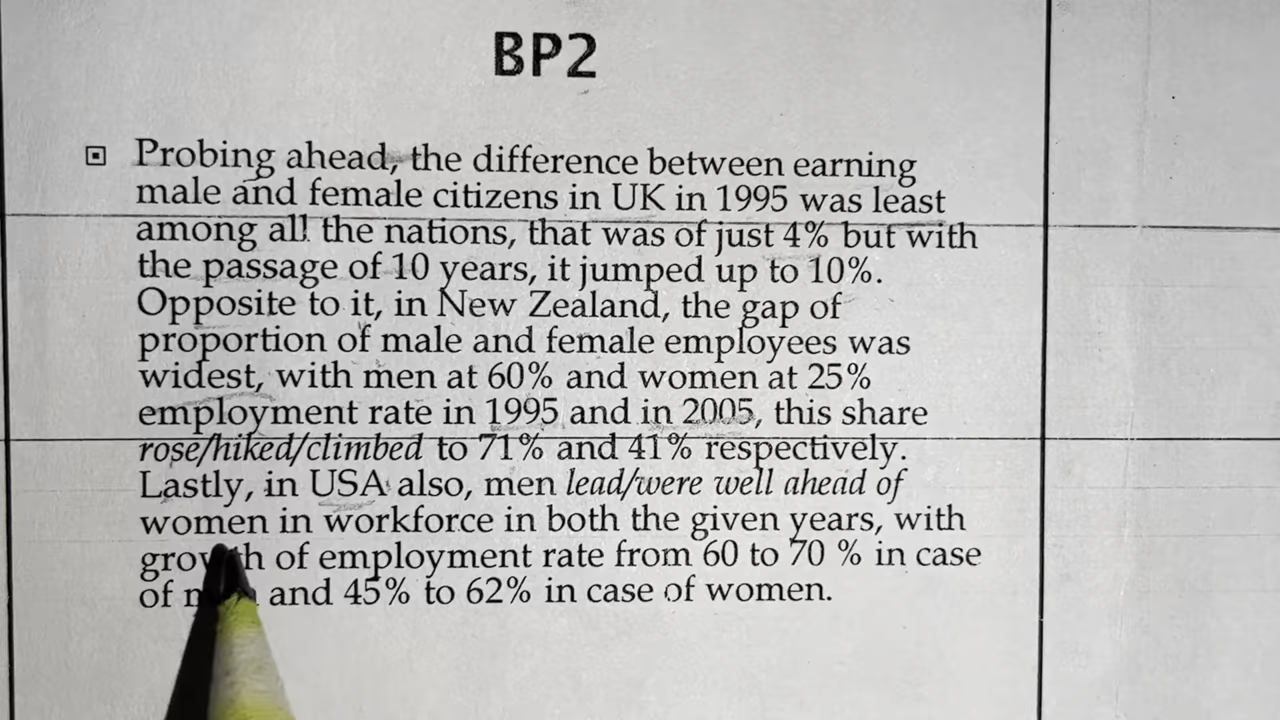 BP2
Probing ahead, the difference between earning
male and female citizens in UK in 1995 was least
among all the nations, that was of just 4% but with
the passage of 10 years, it jumped up to 10%.
Opposite to it, in New Zealand, the gap of
proportion of male and female employees was
widest, with men at 60% and women at 25%
employment rate in 1995 and in 2005, this share
rose/hiked/climbed to 71% and 41% respectively.
Lastly, in USA also, men lead/were well ahead of
women in workforce in both the given years, with
growth of employment rate from 60 to 70 % in case
of and 45% to 62% in case of women.